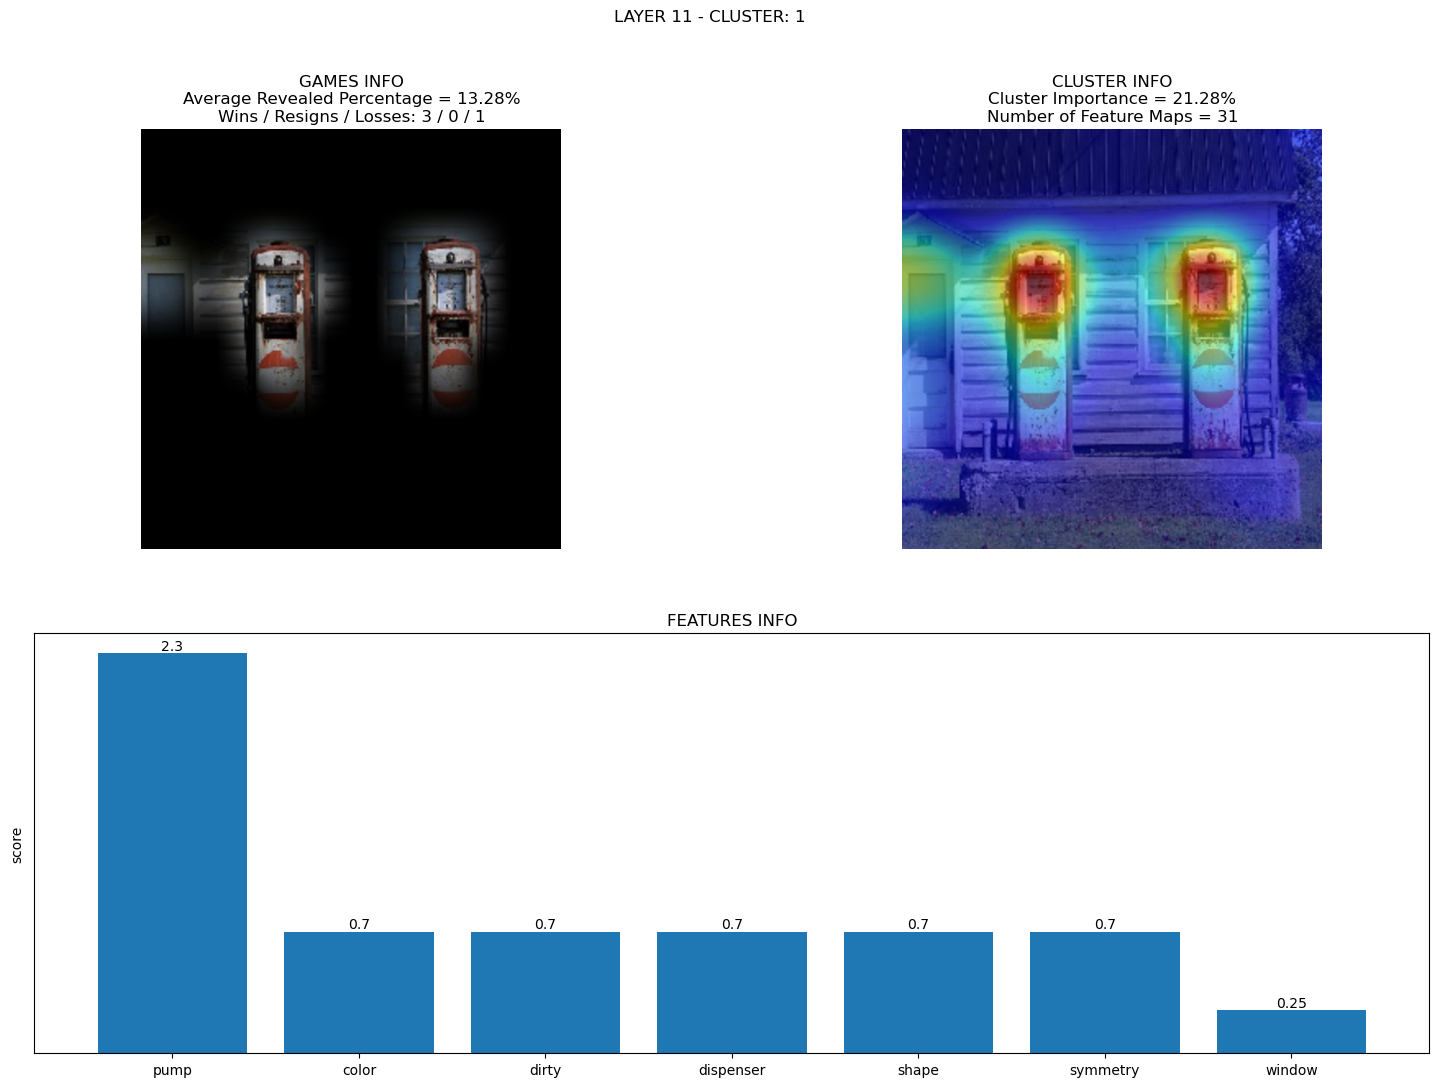 LAYER 11 - CLUSTER: 1
GAMES INFO
Average Revealed Percentage = 13.28%
Wins / Resigns / Losses: 3 / 0 / 1
CLUSTER INFO
Cluster Importance = 21.28%
Number of Feature Maps = 31
FEATURES INFO
score
2.3
0.7
0.7
0.7
0.7
0.7
0.25
pump
color
dirty
dispenser
shape
symmetry
window